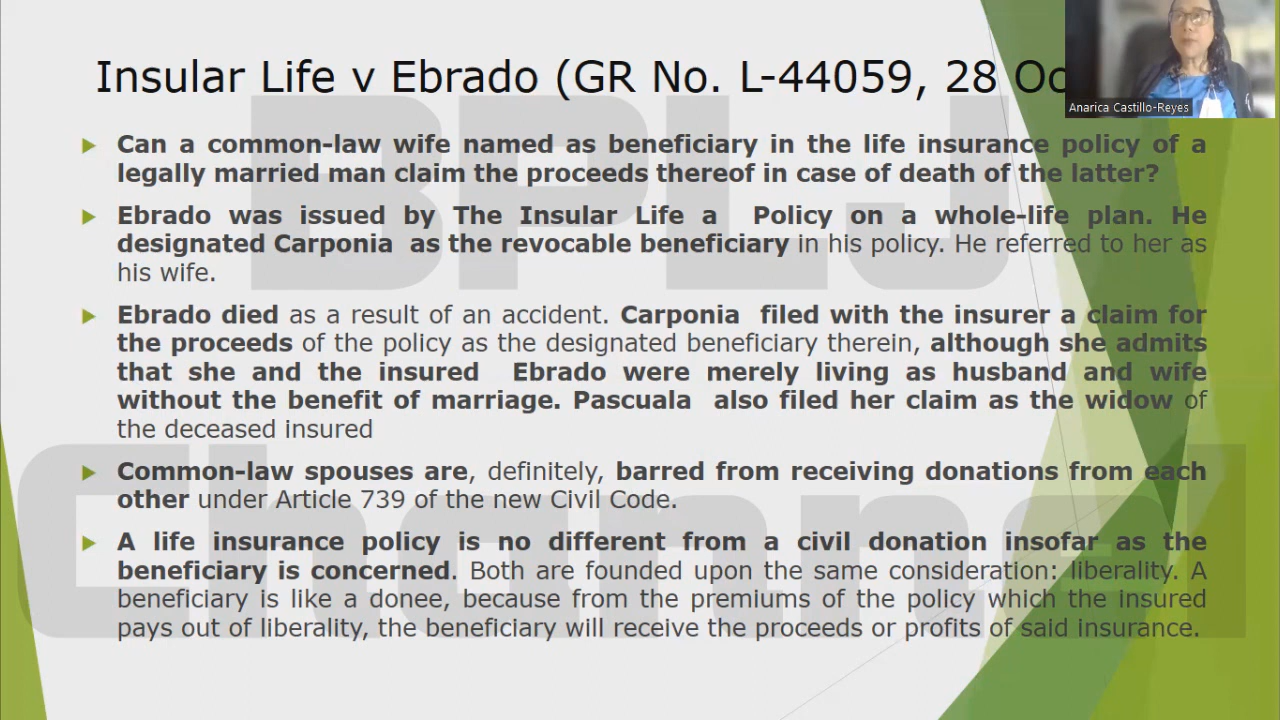 Insular Life v Ebrado (GR No. L-44059, 28 Oc
Anarica Castillo-Reyes
Can a common-law wife named as beneficiary in the life insurance policy of a
legally married man claim the proceeds thereof in case of death of the latter?
Ebrado was issued by The Insular Life a Policy on a whole-life plan. He
designated Carponia as the revocable beneficiary in his policy. He referred to her as
his wife.
Ebrado died as a result of an accident. Carponia filed with the insurer a claim for
the proceeds of the policy as the designated beneficiary therein, although she admits
that she and the insured Ebrado were merely living as husband and wife
without the benefit of marriage. Pascuala also filed her claim as the widow of
the deceased insured
Common-law spouses are, definitely, barred from receiving donations from each
other under Article 739 of the new Civil Code.
A life insurance policy is no different from a civil donation insofar as the
beneficiary is concerned. Both are founded upon the same consideration: liberality. A
beneficiary is like a donee, because from the premiums of the policy which the insured
pays out of liberality, the beneficiary will receive the proceeds or profits of said insurance.
BPLJ
Channel